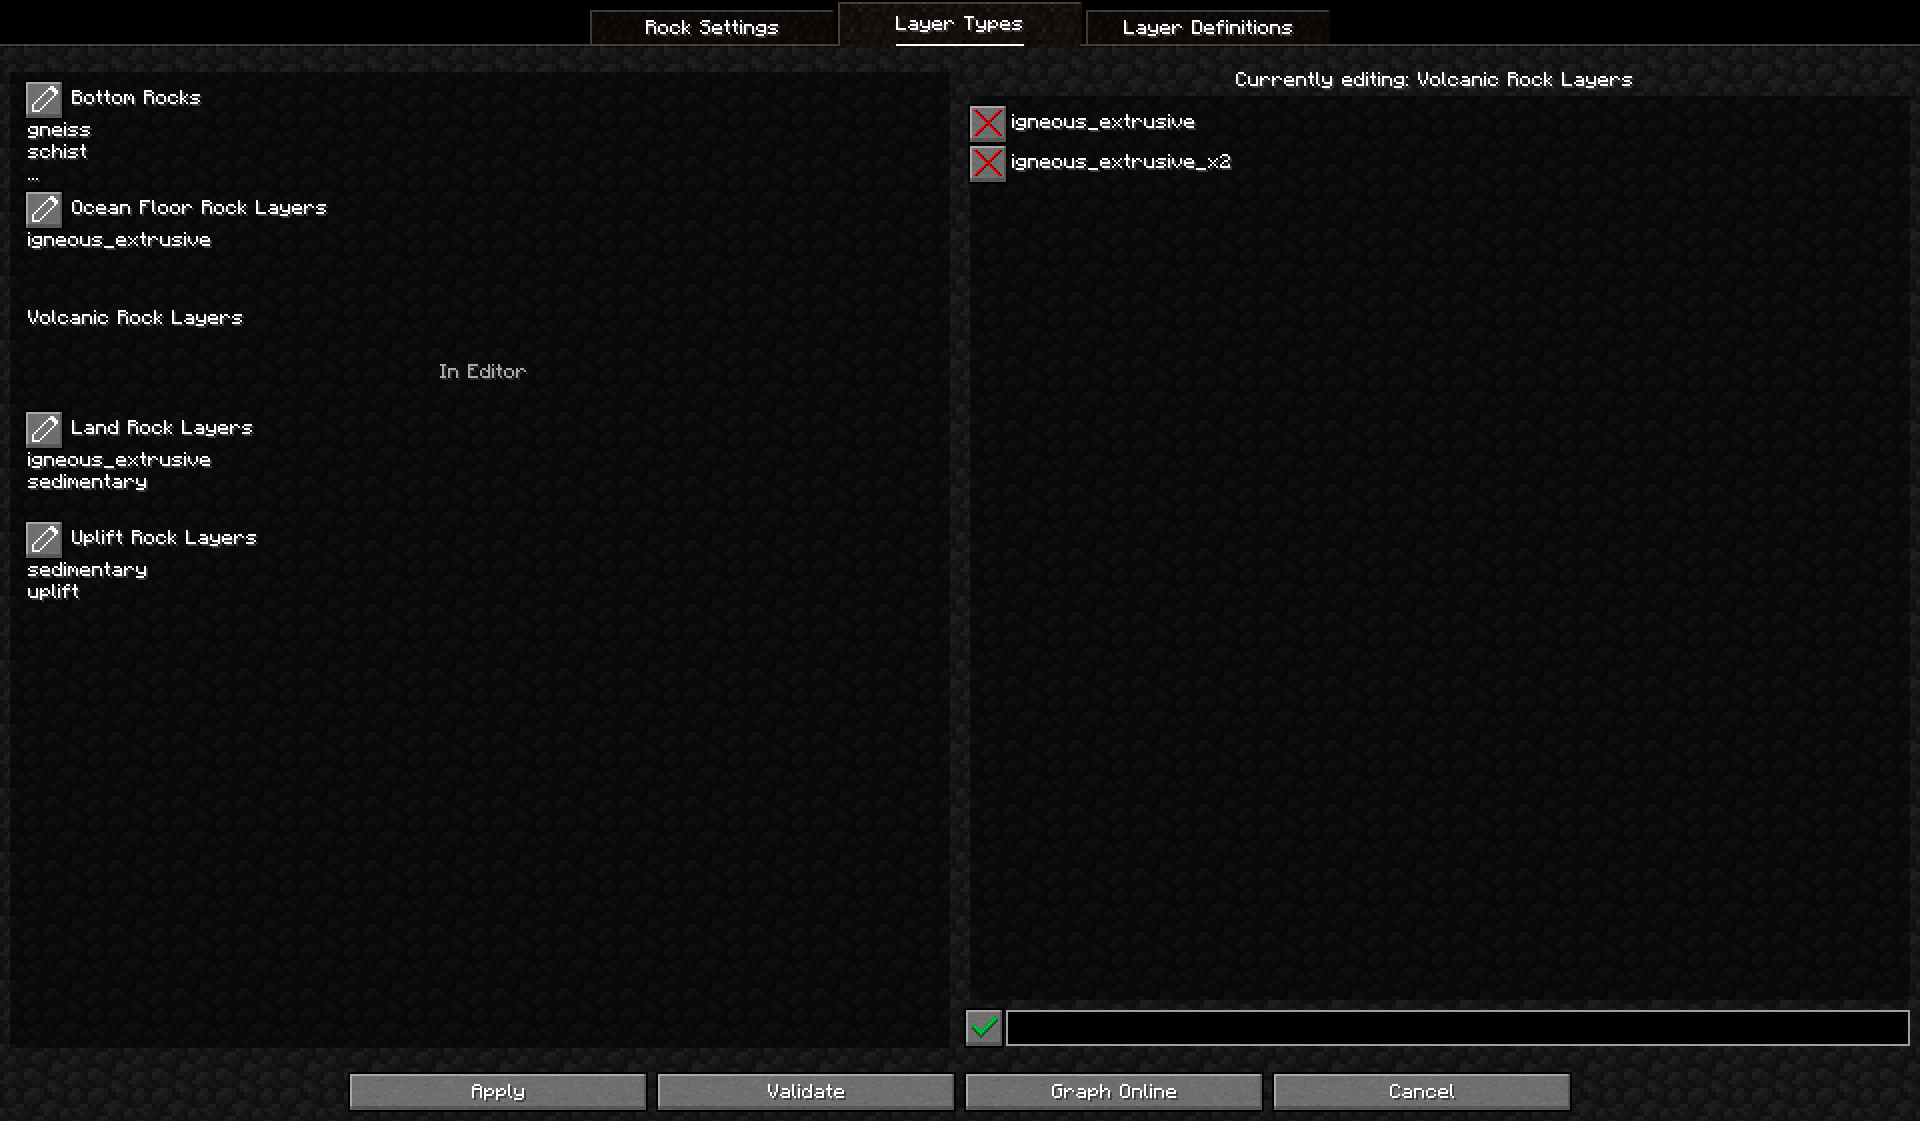 Rock Settings
Layer Types
Layer Definitions
Bottom Rocks
gneiss
schist
...
Ocean Floor Rock Layers
igneous_extrusive
Volcanic Rock Layers
In Editor
Land Rock Layers
igneous_extrusive
sedimentary
Uplift Rock Layers
sedimentary
uplift
Currently editing: Volcanic Rock Layers
igneous_extrusive
igneous_extrusive_x2
Apply
Validate
Graph Online
Cancel